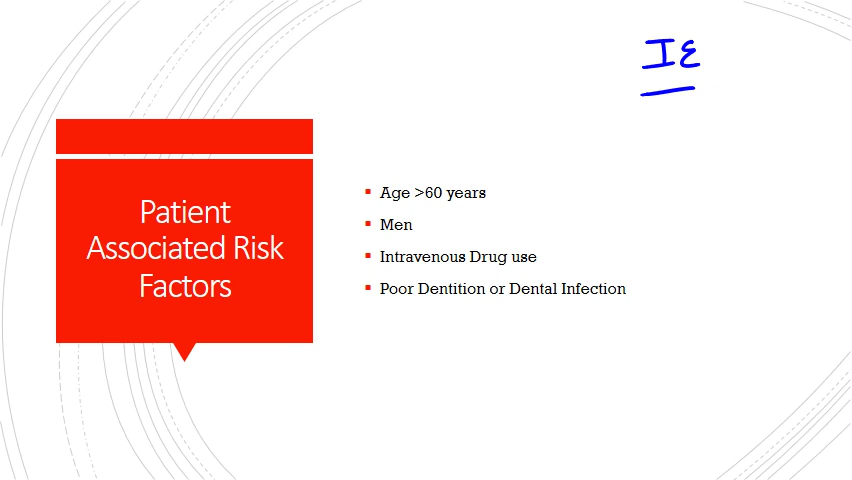 IE
Patient
Associated Risk
Factors
Age >60 years
Men
Intravenous Drug use
Poor Dentition or Dental Infection